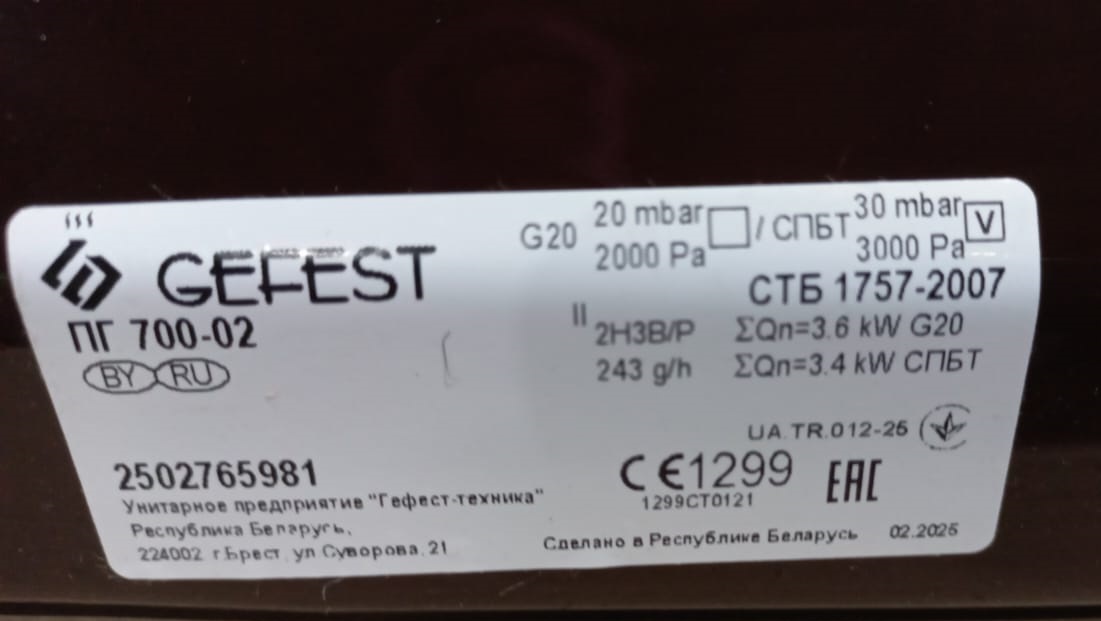 GEFEST
ПГ 700-02
BY RU
G20 20 mbar 2000 Pa / СПБТ 30 mbar 3000 Pa V
СТБ 1757-2007
II 2H3B/P ΣQn=3.6 kW G20
243 g/h ΣQn=3.4 kW СПБТ
UA.TR.012-25
CE1299 EAC
1299CT0121
2502765981
Унитарное предприятие "Гефест-техника"
Республика Беларусь,
224002 г.Брест, ул Суворова, 21
Сделано в Республике Беларусь 02.2025